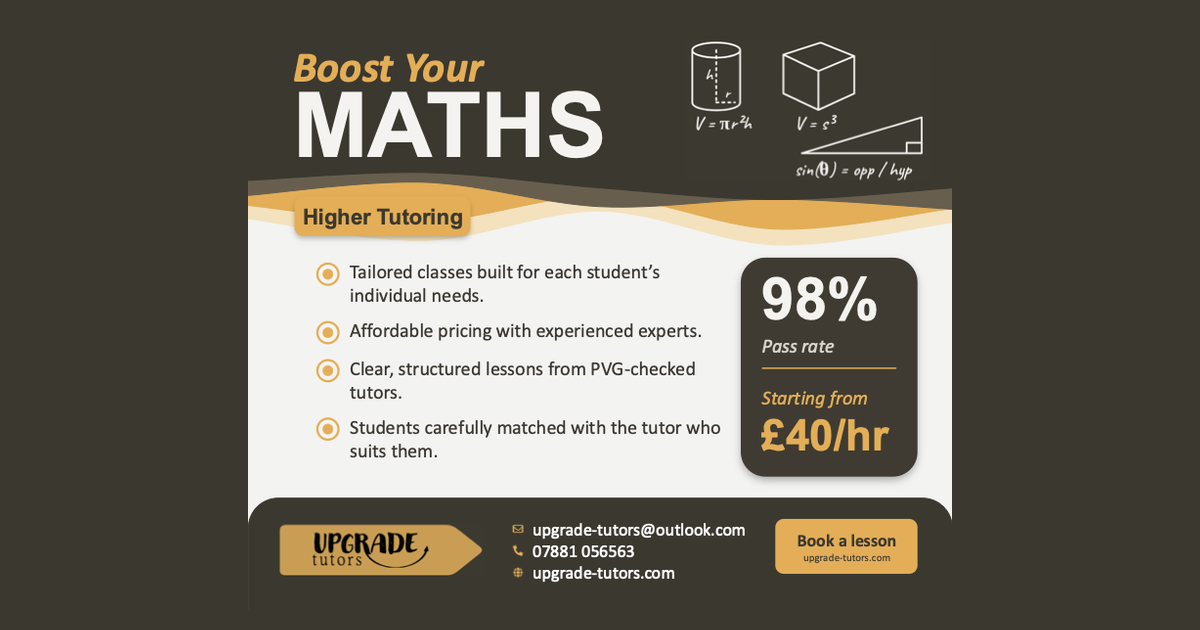 Boost Your
MATHS
h
r
V = πr²h
V = s³
sin(θ) = opp / hyp
Higher Tutoring
Tailored classes built for each student’s
individual needs.
Affordable pricing with experienced experts.
Clear, structured lessons from PVG-checked
tutors.
Students carefully matched with the tutor who
suits them.
98%
Pass rate
Starting from
£40/hr
UPGRADE
tutors
upgrade-tutors@outlook.com
07881 056563
upgrade-tutors.com
Book a lesson
upgrade-tutors.com